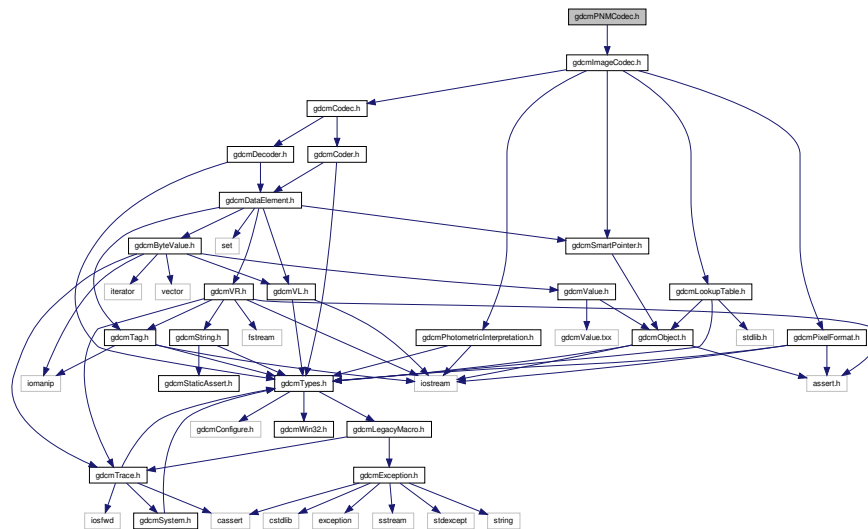 gdcmPNMCodec.h
gdcmImageCodec.h
gdcmCodec.h
gdcmDecoder.h
gdcmCoder.h
gdcmDataElement.h
gdcmByteValue.h
set
gdcmSmartPointer.h
iterator
vector
gdcmVR.h
gdcmVL.h
gdcmValue.h
gdcmLookupTable.h
gdcmTag.h
gdcmString.h
fstream
gdcmPhotometricInterpretation.h
gdcmValue.txx
gdcmObject.h
stdlib.h
gdcmPixelFormat.h
iomanip
gdcmStaticAssert.h
gdcmTypes.h
iostream
assert.h
gdcmConfigure.h
gdcmWin32.h
gdcmLegacyMacro.h
gdcmTrace.h
gdcmException.h
iosfwd
gdcmSystem.h
cassert
cstdlib
exception
sstream
stdexcept
string